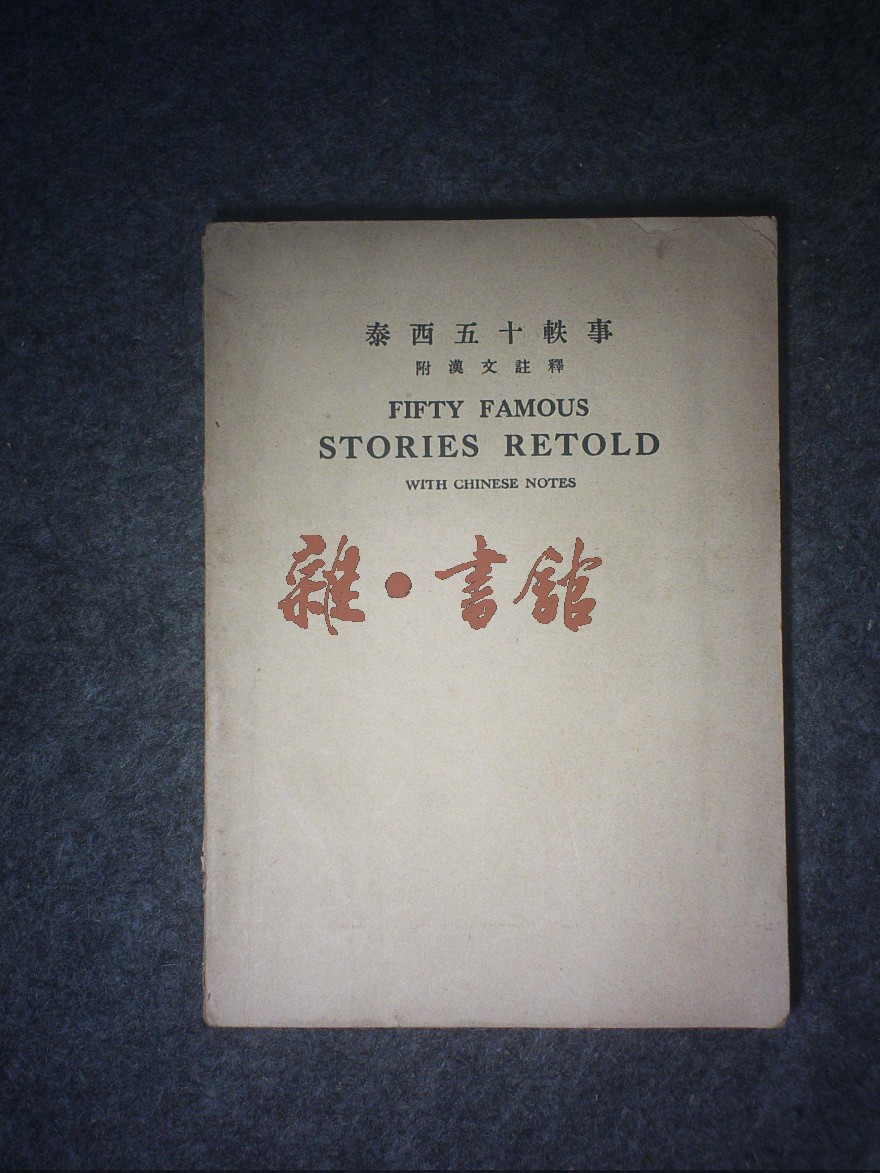 泰西五十軼事
附漢文註釋
FIFTY FAMOUS
STORIES RETOLD
WITH CHINESE NOTES
雜·書館